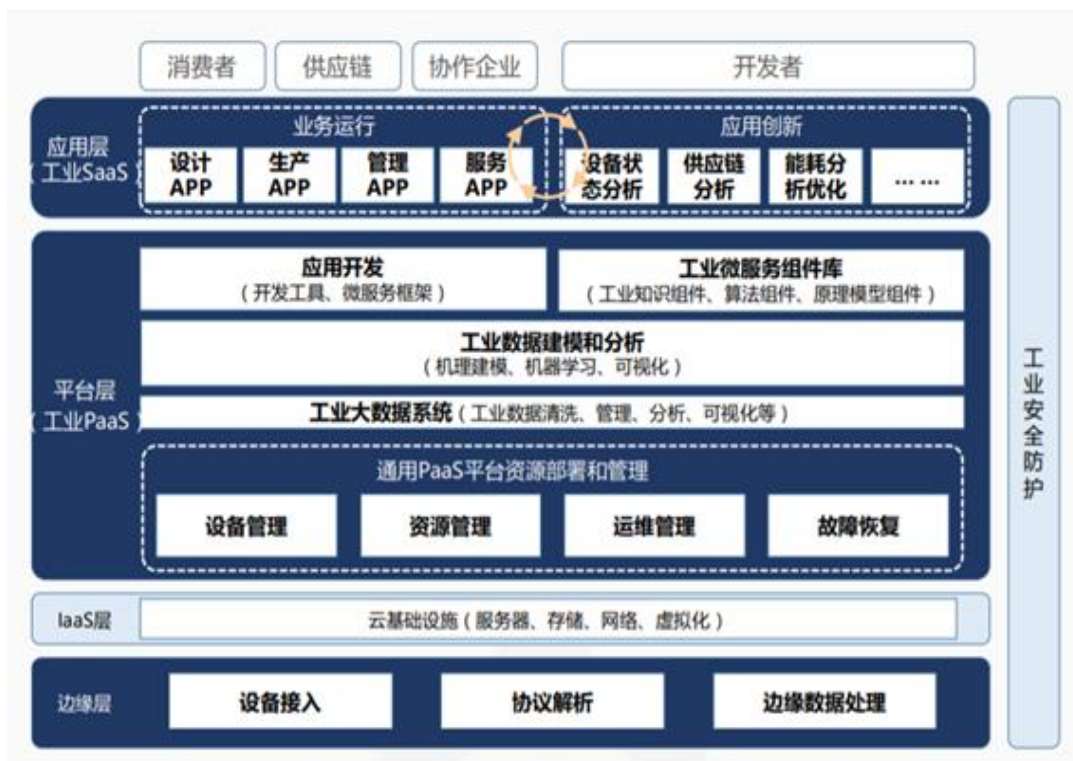 消费者
供应链
协作企业
开发者
应用层
（工业SaaS）
业务运行
设计
APP
生产
APP
管理
APP
服务
APP
应用创新
设备状
态分析
供应链
分析
能耗分
析优化
... ...
平台层
（工业PaaS）
应用开发
（开发工具、微服务框架）
工业微服务组件库
（工业知识组件、算法组件、原理模型组件）
工业数据建模和分析
（机理建模、机器学习、可视化）
工业大数据系统（工业数据清洗、管理、分析、可视化等）
通用PaaS平台资源部署和管理
设备管理
资源管理
运维管理
故障恢复
IaaS层
云基础设施（服务器、存储、网络、虚拟化）
边缘层
设备接入
协议解析
边缘数据处理
工业安全防护